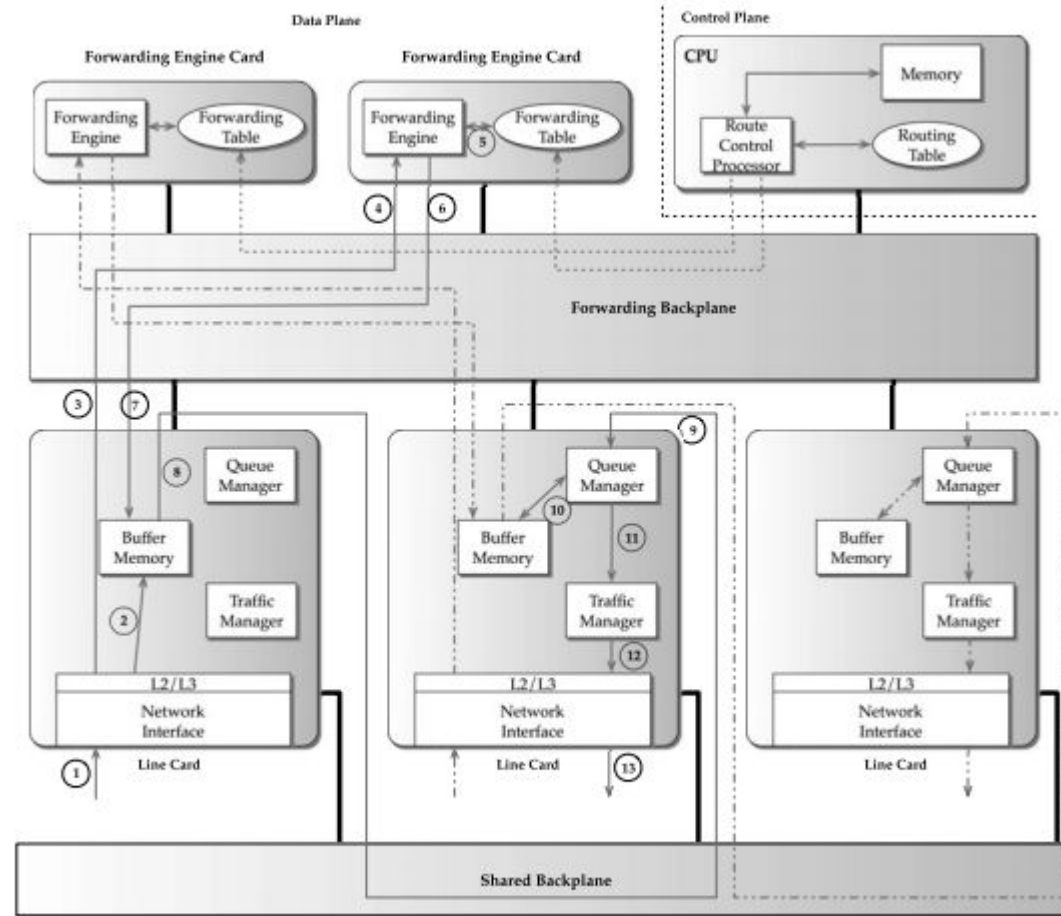 Data Plane
Control Plane
Forwarding Engine Card
Forwarding Engine Card
CPU
Memory
Forwarding
Engine
Forwarding
Table
Forwarding
Engine
5
Forwarding
Table
Route
Control
Processor
Routing
Table
4
6
Forwarding Backplane
3
7
9
8
Queue
Manager
Queue
Manager
Queue
Manager
10
Buffer
Memory
Buffer
Memory
11
Buffer
Memory
2
Traffic
Manager
Traffic
Manager
Traffic
Manager
12
L2/L3
L2/L3
L2/L3
Network
Interface
Network
Interface
Network
Interface
1
Line Card
Line Card
13
Line Card
Shared Backplane